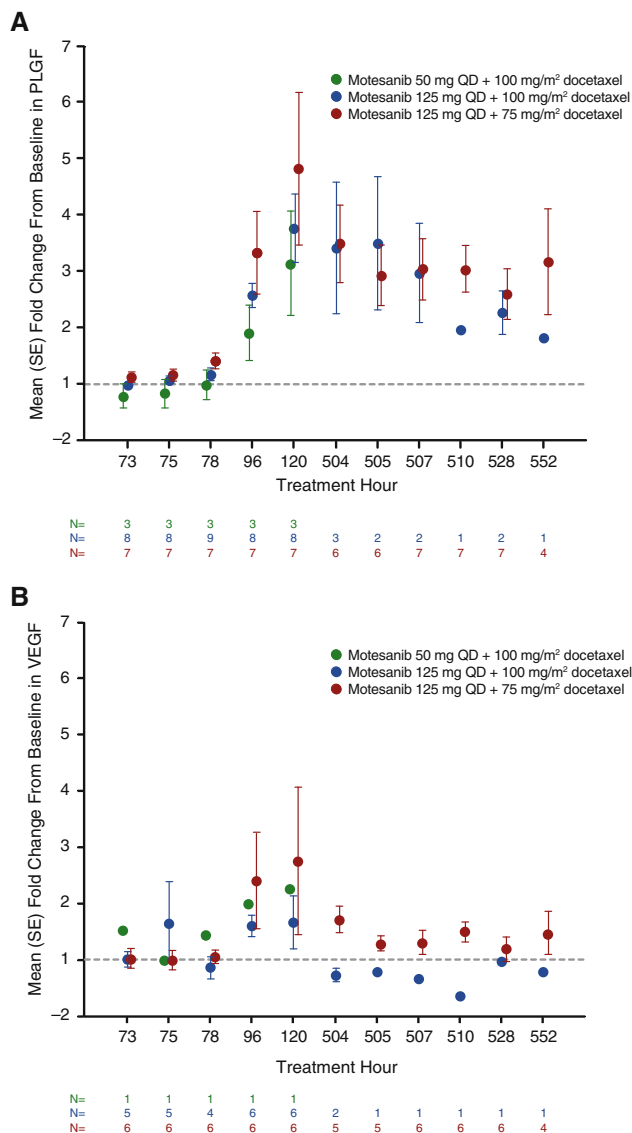 A
7
6
5
4
3
2
1
–2
Mean (SE) Fold Change From Baseline in PLGF
Motesanib 50 mg QD + 100 mg/m² docetaxel
Motesanib 125 mg QD + 100 mg/m² docetaxel
Motesanib 125 mg QD + 75 mg/m² docetaxel
73 75 78 96 120 504 505 507 510 528 552
Treatment Hour
N= 3 3 3 3 3
N= 8 8 9 8 8 3 2 2 1 2 1
N= 7 7 7 7 7 6 6 7 7 7 4
B
7
6
5
4
3
2
1
–2
Mean (SE) Fold Change From Baseline in VEGF
Motesanib 50 mg QD + 100 mg/m² docetaxel
Motesanib 125 mg QD + 100 mg/m² docetaxel
Motesanib 125 mg QD + 75 mg/m² docetaxel
73 75 78 96 120 504 505 507 510 528 552
Treatment Hour
N= 1 1 1 1 1
N= 5 5 4 6 6 2 1 1 1 1 1
N= 6 6 6 6 6 5 5 6 6 6 4